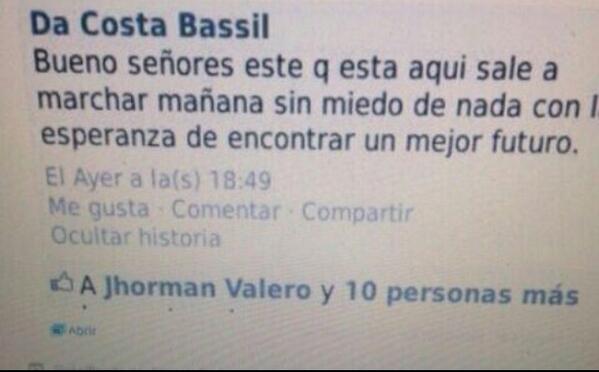 Da Costa Bassil
Bueno señores este q esta aqui sale a
marchar mañana sin miedo de nada con l
esperanza de encontrar un mejor futuro.
El Ayer a la(s) 18:49
Me gusta · Comentar · Compartir
Ocultar historia
A Jhorman Valero y 10 personas más
Abrir